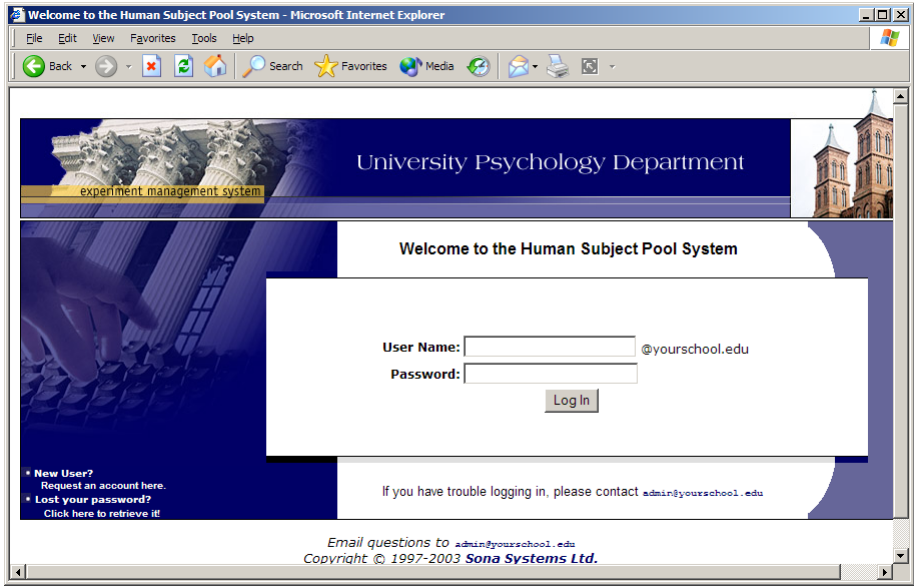 Welcome to the Human Subject Pool System - Microsoft Internet Explorer
File Edit View Favorites Tools Help
Back Search Favorites Media
University Psychology Department
experiment management system
Welcome to the Human Subject Pool System
User Name: @yourschool.edu
Password:
Log In
New User?
Request an account here.
Lost your password?
Click here to retrieve it!
If you have trouble logging in, please contact admin@yourschool.edu
Email questions to admin@yourschool.edu
Copyright © 1997-2003 Sona Systems Ltd.